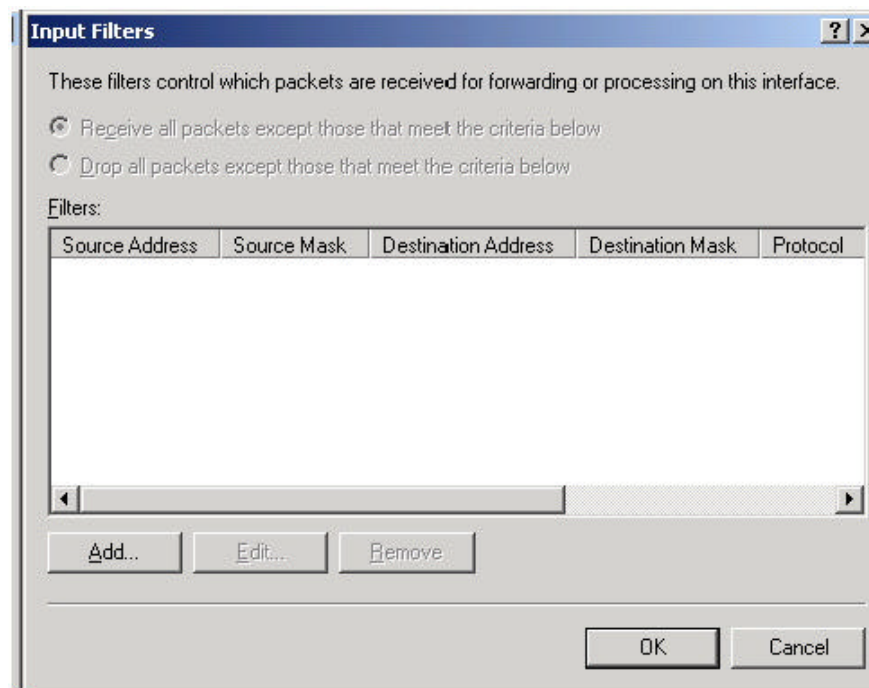 Input Filters
These filters control which packets are received for forwarding or processing on this interface.
Receive all packets except those that meet the criteria below
Drop all packets except those that meet the criteria below
Filters:
Source Address Source Mask Destination Address Destination Mask Protocol
Add... Edit... Remove
OK Cancel